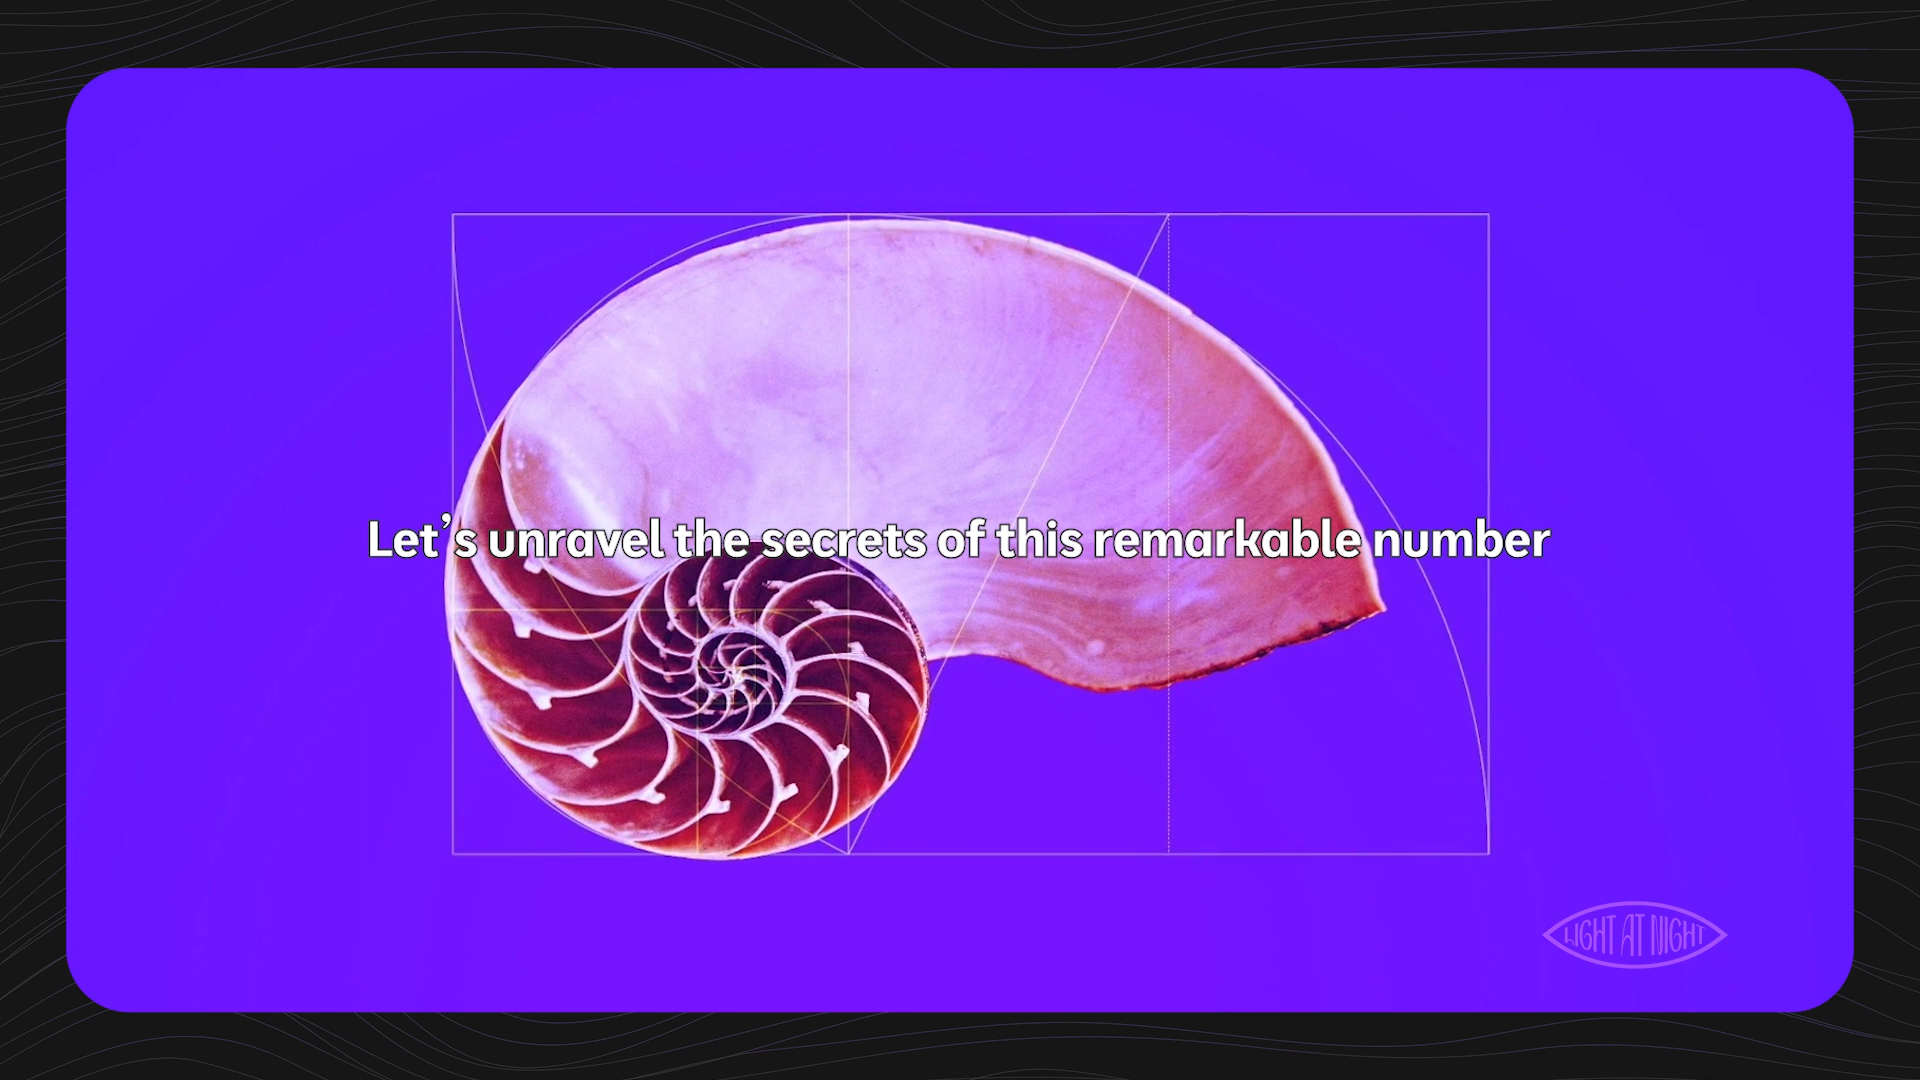 Let's unravel the secrets of this remarkable number
LIGHT AT NIGHT